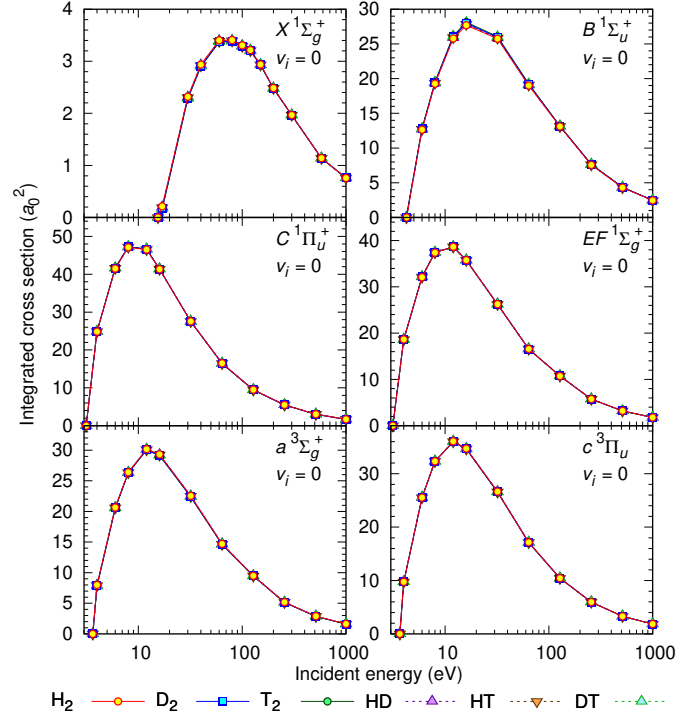 Integrated cross section (a₀²)
4
3
2
1
0
X ¹Σg⁺
vᵢ = 0
30
25
20
15
10
5
0
B ¹Σu⁺
vᵢ = 0
50
40
30
20
10
0
C ¹Πu
vᵢ = 0
40
30
20
10
0
EF ¹Σg⁺
vᵢ = 0
30
25
20
15
10
5
0
a ³Σg⁺
vᵢ = 0
30
20
10
0
c ³Πu
vᵢ = 0
10 100 1000
10 100 1000
Incident energy (eV)
Incident energy (eV)
H₂ D₂ T₂ HD HT DT